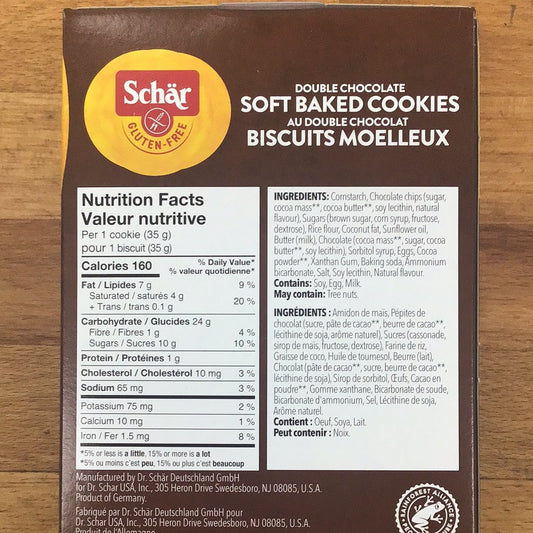 Schär
GLUTEN-FREE
DOUBLE CHOCOLATE
SOFT BAKED COOKIES
AU DOUBLE CHOCOLAT
BISCUITS MOELLEUX
Nutrition Facts
Valeur nutritive
Per 1 cookie (35 g)
pour 1 biscuit (35 g)
Calories 160
% Daily Value*
% valeur quotidienne*
Fat / Lipides 7 g 9 %
Saturated / saturés 4 g
+ Trans / trans 0.1 g
20 %
Carbohydrate / Glucides 24 g
Fibre / Fibres 1 g 4 %
Sugars / Sucres 10 g 10 %
Protein / Protéines 1 g
Cholesterol / Cholestérol 10 mg 3 %
Sodium 65 mg 3 %
Potassium 75 mg 2 %
Calcium 10 mg 1 %
Iron / Fer 1.5 mg 8 %
*5% or less is a little, 15% or more is a lot
*5% ou moins c'est peu, 15% ou plus c'est beaucoup
INGREDIENTS: Cornstarch, Chocolate chips (sugar,
cocoa mass**, cocoa butter**, soy lecithin, natural
flavour), Sugars (brown sugar, corn syrup, fructose,
dextrose), Rice flour, Coconut fat, Sunflower oil,
Butter (milk), Chocolate (cocoa mass**, sugar, cocoa
butter**, soy lecithin), Sorbitol syrup, Eggs, Cocoa
powder**, Xanthan Gum, Baking soda, Ammonium
bicarbonate, Salt, Soy lecithin, Natural flavour.
Contains: Soy, Egg, Milk.
May contain: Tree nuts.
INGRÉDIENTS : Amidon de maïs, Pépites de
chocolat (sucre, pâte de cacao**, beurre de cacao**,
lécithine de soja, arôme naturel), Sucres (cassonade,
sirop de maïs, fructose, dextrose), Farine de riz,
Graisse de coco, Huile de tournesol, Beurre (lait),
Chocolat (pâte de cacao**, sucre, beurre de cacao**,
lécithine de soja), Sirop de sorbitol, Œufs, Cacao en
poudre**, Gomme xanthane, Bicarbonate de soude,
Bicarbonate d'ammonium, Sel, Lécithine de soja,
Arôme naturel.
Contient : Oeuf, Soya, Lait.
Peut contenir : Noix.
Manufactured by Dr. Schär Deutschland GmbH
for Dr. Schar USA, Inc., 305 Heron Drive Swedesboro, NJ 08085, U.S.A.
Product of Germany.
Fabriqué par Dr. Schär Deutschland GmbH pour
Dr. Schar USA, Inc., 305 Heron Drive Swedesboro, NJ 08085, U.S.A.
Produit de l'Allemagne.
RAINFOREST ALLIANCE